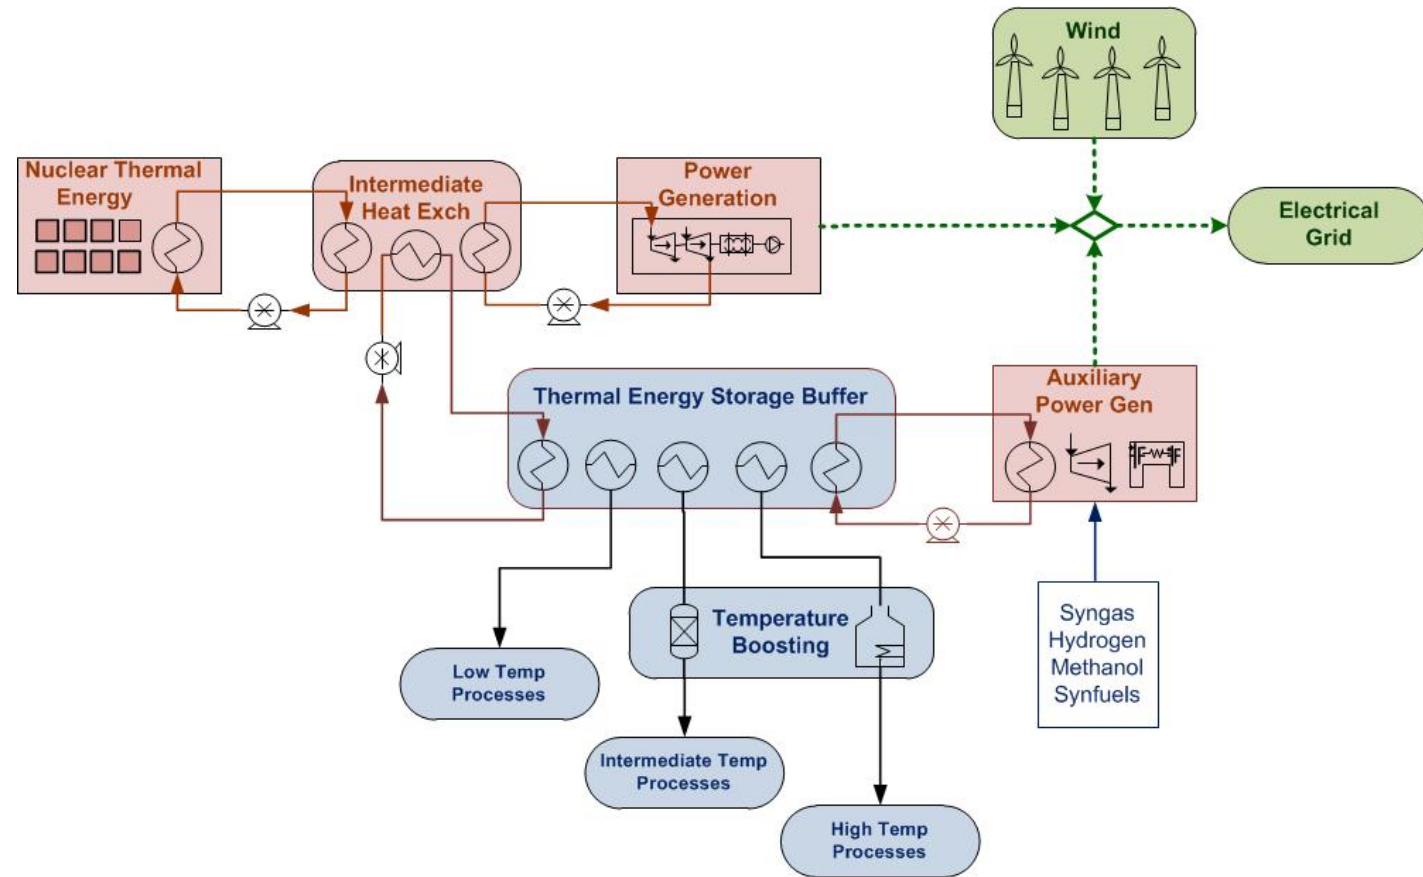 Wind
Nuclear Thermal
Energy
Intermediate
Heat Exch
Power
Generation
Electrical
Grid
Thermal Energy Storage Buffer
Auxiliary
Power Gen
Temperature
Boosting
Syngas
Hydrogen
Methanol
Synfuels
Low Temp
Processes
Intermediate Temp
Processes
High Temp
Processes